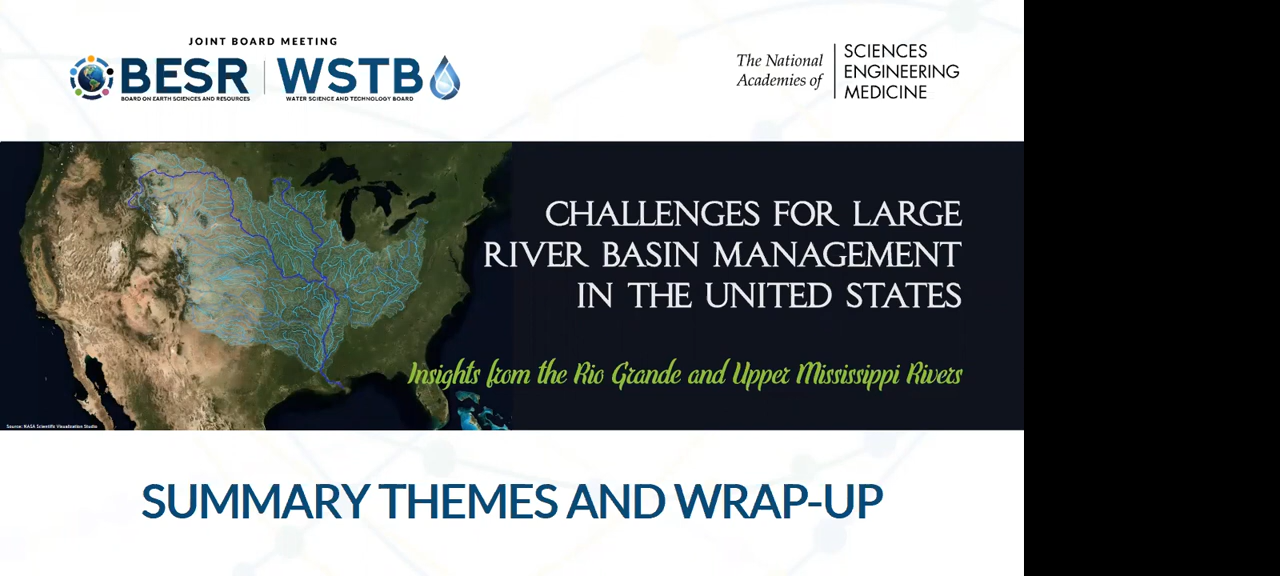 JOINT BOARD MEETING
BESR
BOARD ON EARTH SCIENCES AND RESOURCES
WSTB
WATER SCIENCE AND TECHNOLOGY BOARD
The National
Academies of
SCIENCES
ENGINEERING
MEDICINE
CHALLENGES FOR LARGE
RIVER BASIN MANAGEMENT
IN THE UNITED STATES
Insights from the Rio Grande and Upper Mississippi Rivers
Source: NASA Scientific Visualization Studio
SUMMARY THEMES AND WRAP-UP